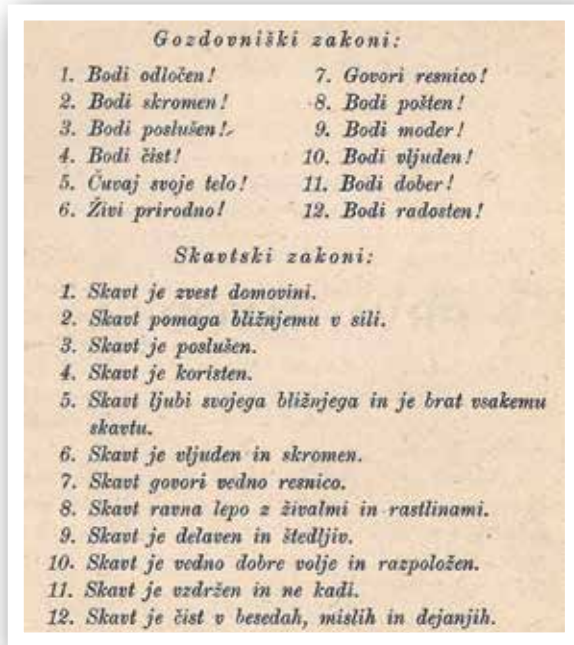 Gozdovniški zakoni:
1. Bodi odločen!
2. Bodi skromen!
3. Bodi poslušen!
4. Bodi čist!
5. Čuvaj svoje telo!
6. Živi prirodno!
7. Govori resnico!
8. Bodi pošten!
9. Bodi moder!
10. Bodi vljuden!
11. Bodi dober!
12. Bodi radosten!
Skavtski zakoni:
1. Skavt je zvest domovini.
2. Skavt pomaga bližnjemu v sili.
3. Skavt je poslušen.
4. Skavt je koristen.
5. Skavt ljubi svojega bližnjega in je brat vsakemu
skavtu.
6. Skavt je vljuden in skromen.
7. Skavt govori vedno resnico.
8. Skavt ravna lepo z živalmi in rastlinami.
9. Skavt je delaven in štedljiv.
10. Skavt je vedno dobre volje in razpoložen.
11. Skavt je vzdržen in ne kadi.
12. Skavt je čist v besedah, mislih in dejanjih.